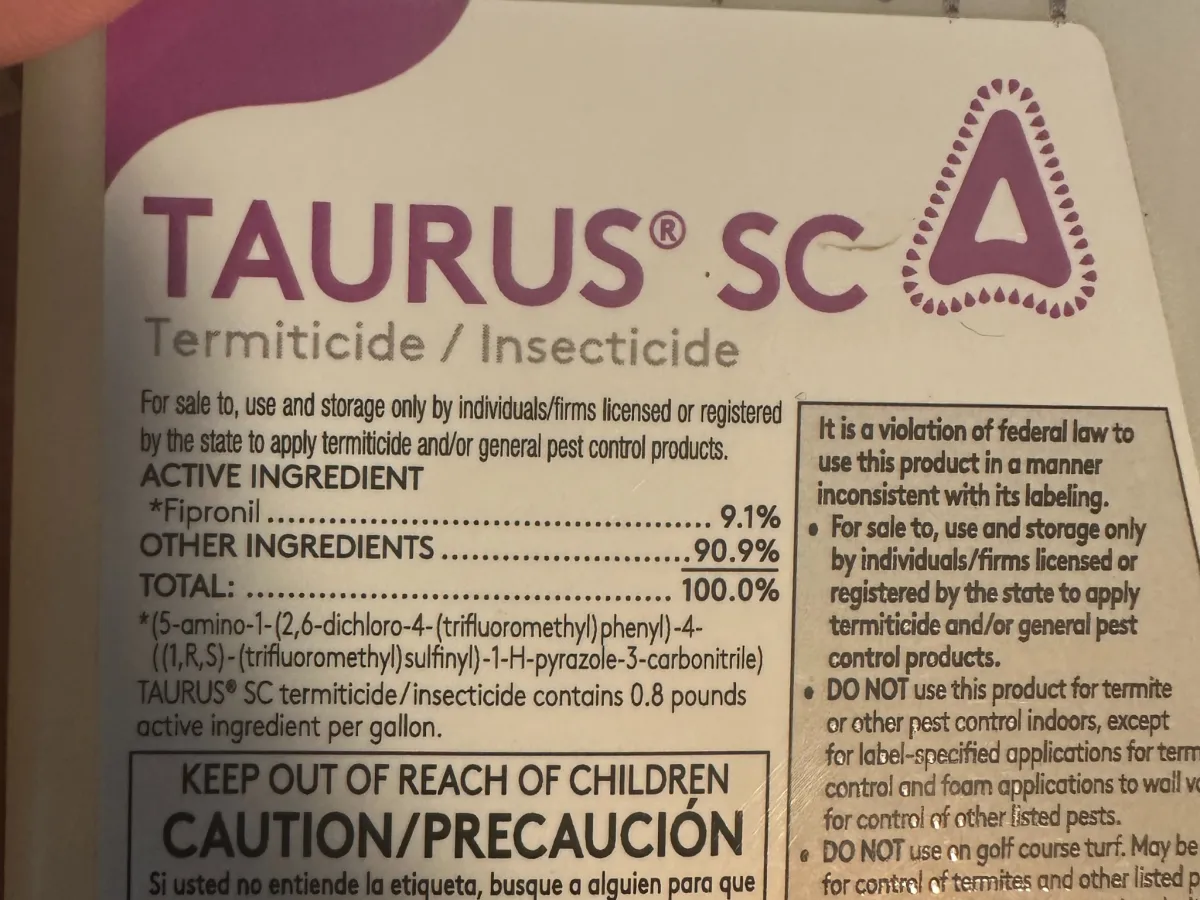 TAURUS® SC
Termiticide / Insecticide
For sale to, use and storage only by individuals/firms licensed or registered
by the state to apply termiticide and/or general pest control products.
ACTIVE INGREDIENT
*Fipronil ........................................................ 9.1%
OTHER INGREDIENTS ................................ 90.9%
TOTAL: ........................................................ 100.0%
*(5-amino-1-(2,6-dichloro-4-(trifluoromethyl)phenyl)-4-
((1,R,S)-(trifluoromethyl)sulfinyl)-1-H-pyrazole-3-carbonitrile)
TAURUS® SC termiticide/insecticide contains 0.8 pounds
active ingredient per gallon.
KEEP OUT OF REACH OF CHILDREN
CAUTION/PRECAUCIÓN
Si usted no entiende la etiqueta, busque a alguien para que
It is a violation of federal law to
use this product in a manner
inconsistent with its labeling.
• For sale to, use and storage only
by individuals/firms licensed or
registered by the state to apply
termiticide and/or general pest
control products.
• DO NOT use this product for termite
or other pest control indoors, except
for label-specified applications for term
control and foam applications to wall
for control of other listed pests.
• DO NOT use on golf course turf. May be
for control of termites and other listed